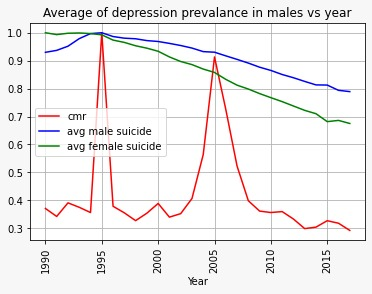 Average of depression prevalance in males vs year
1.0
0.9
0.8
0.7
0.6
0.5
0.4
0.3
cmr
avg male suicide
avg female suicide
1990
1995
2000
2005
2010
2015
Year